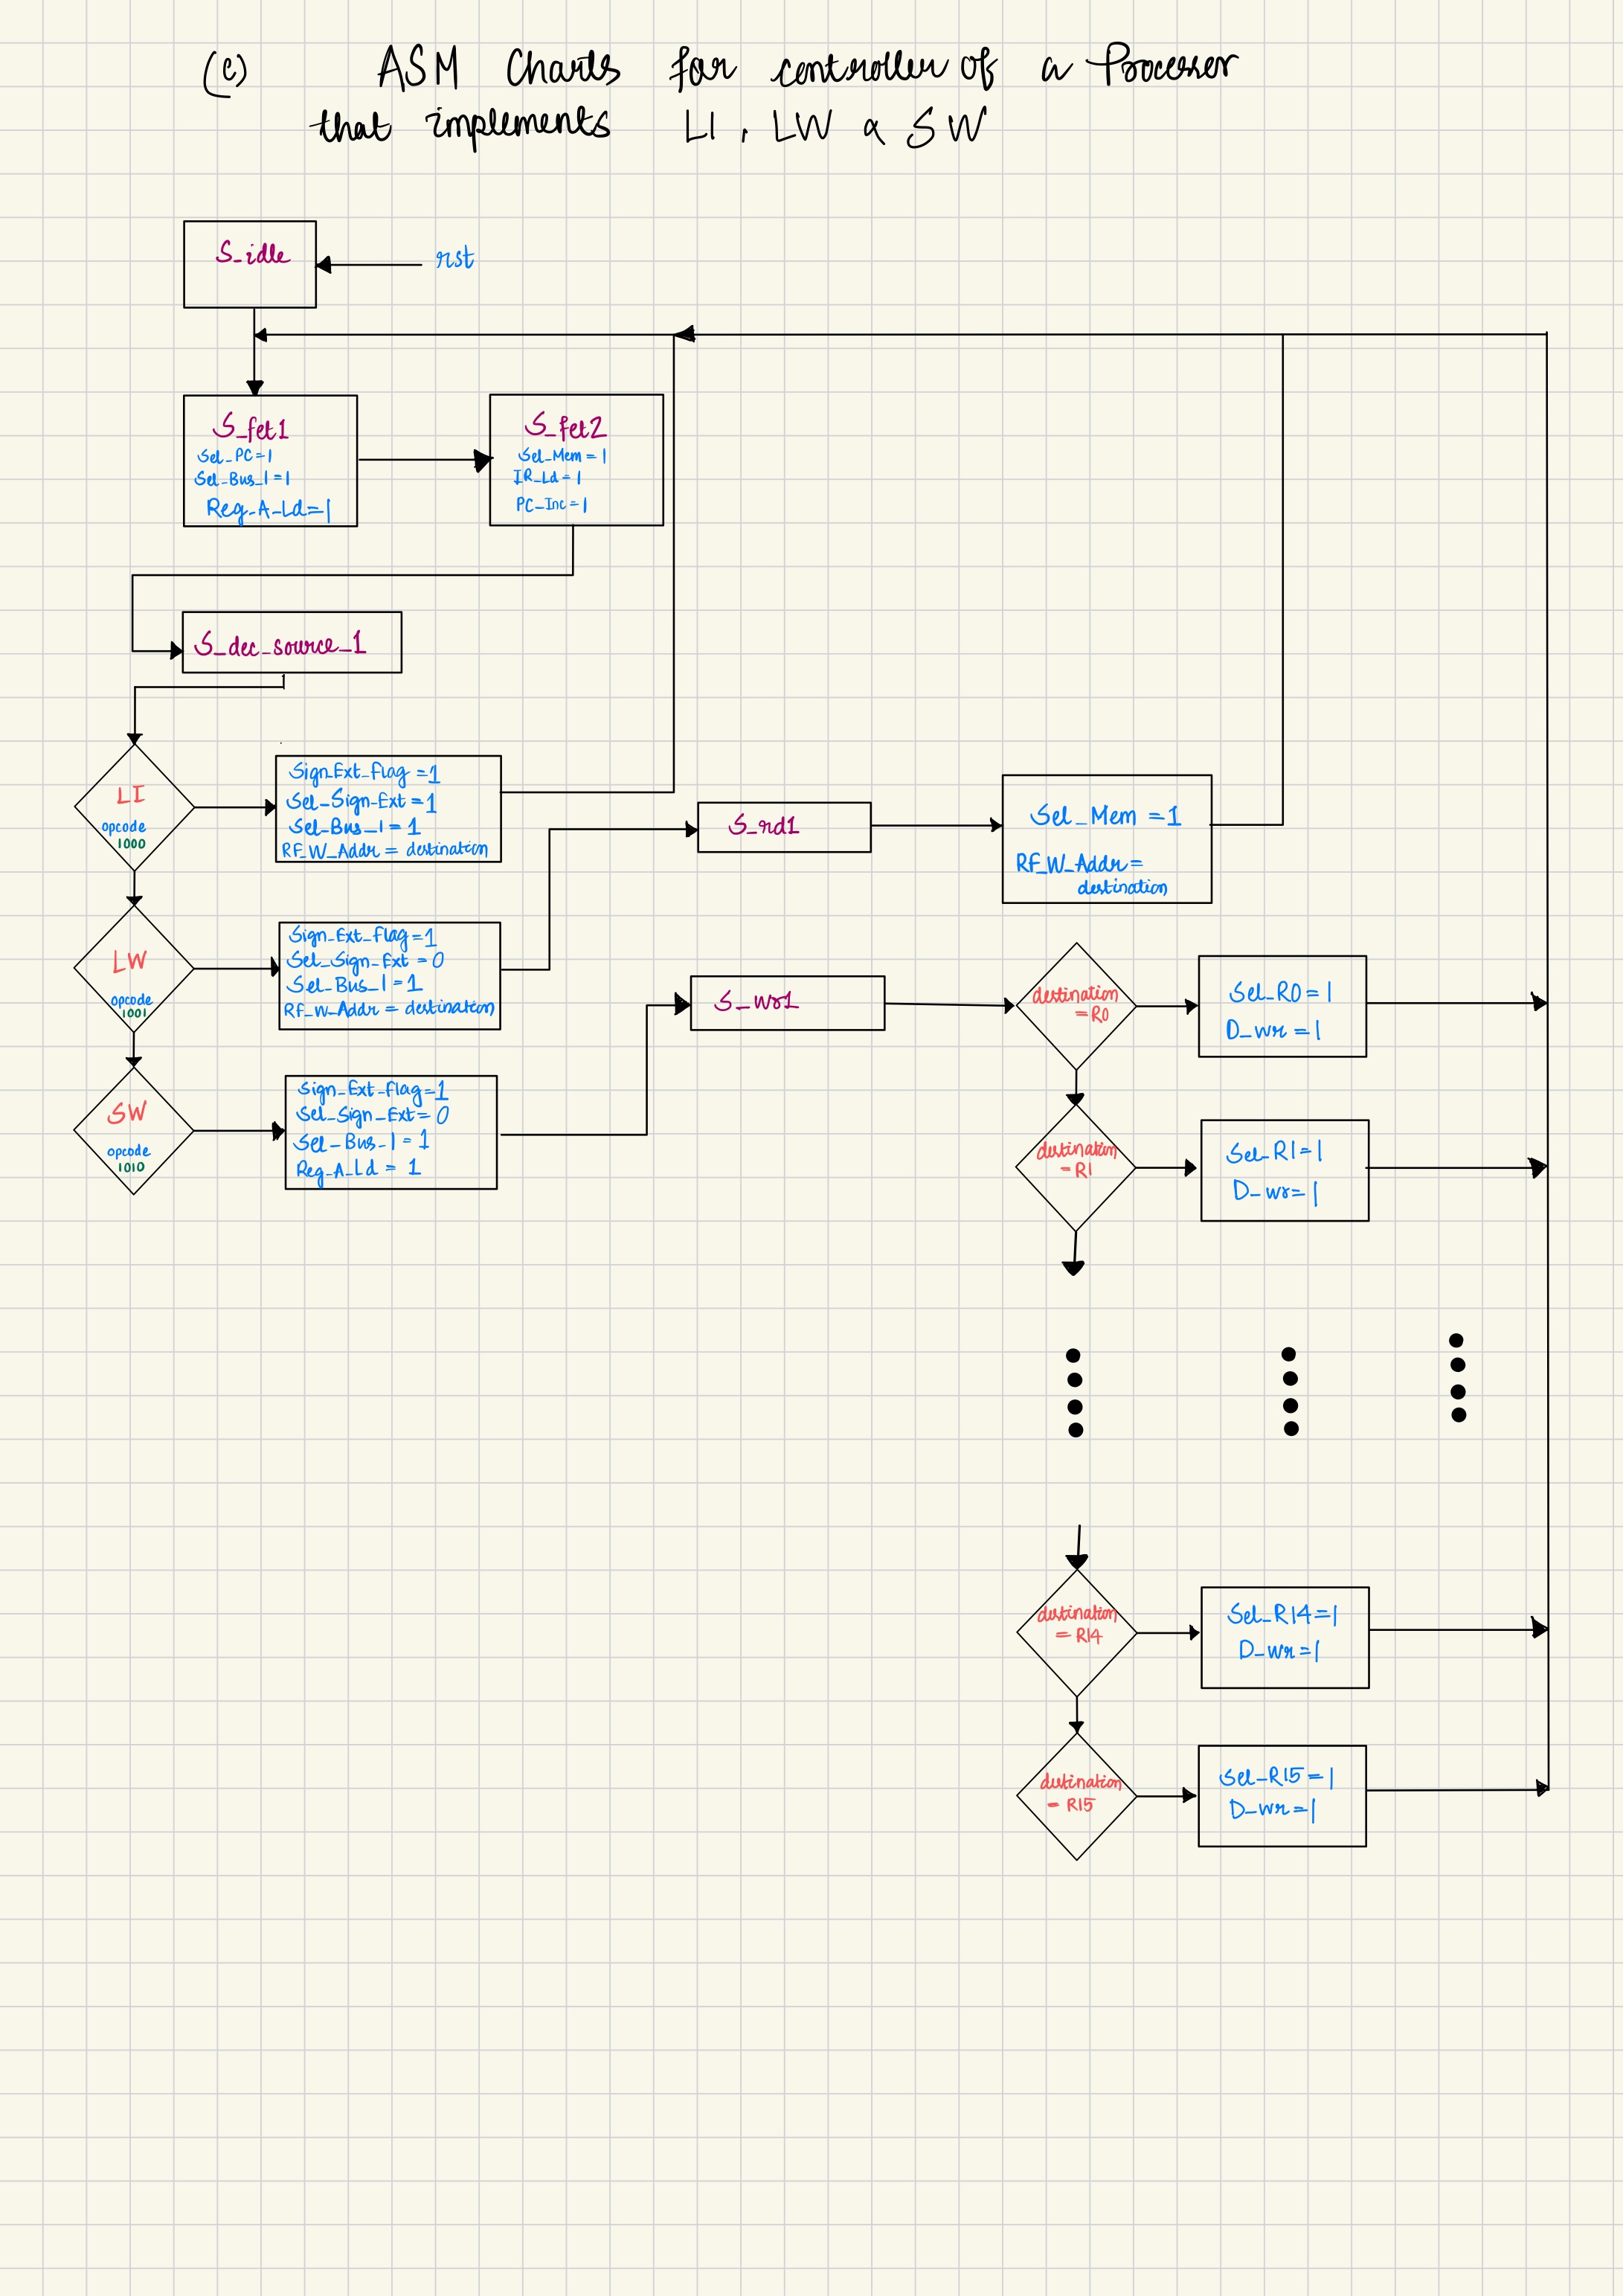 (c) ASM Charts for controller of a Processor
that implements LI, LW & SW
S_idle
rst
S_fet1
Sel_PC=1
Sel_Bus_1=1
Reg_A_Ld=1
S_fet2
Sel_Mem=1
IR_Ld=1
PC_Inc=1
S_dec_source_1
LI
opcode
1000
Sign_Ext_flag=1
Sel_Sign_Ext=1
Sel_Bus_1=1
RF_W_Addr = destination
S_rd1
Sel_Mem=1
RF_W_Addr=
destination
LW
opcode
1001
Sign_Ext_flag=1
Sel_Sign_Ext=0
Sel_Bus_1=1
Rf_W_Addr=destination
SW
opcode
1010
Sign_Ext_flag=1
Sel_Sign_Ext=0
Sel_Bus_1=1
Reg_A_Ld = 1
S_wr1
destination
=R0
Sel_R0=1
D_wr=1
destination
=R1
Sel_R1=1
D_wr=1
destination
=R14
Sel_R14=1
D_wr=1
destination
=R15
Sel_R15=1
D_wr=1